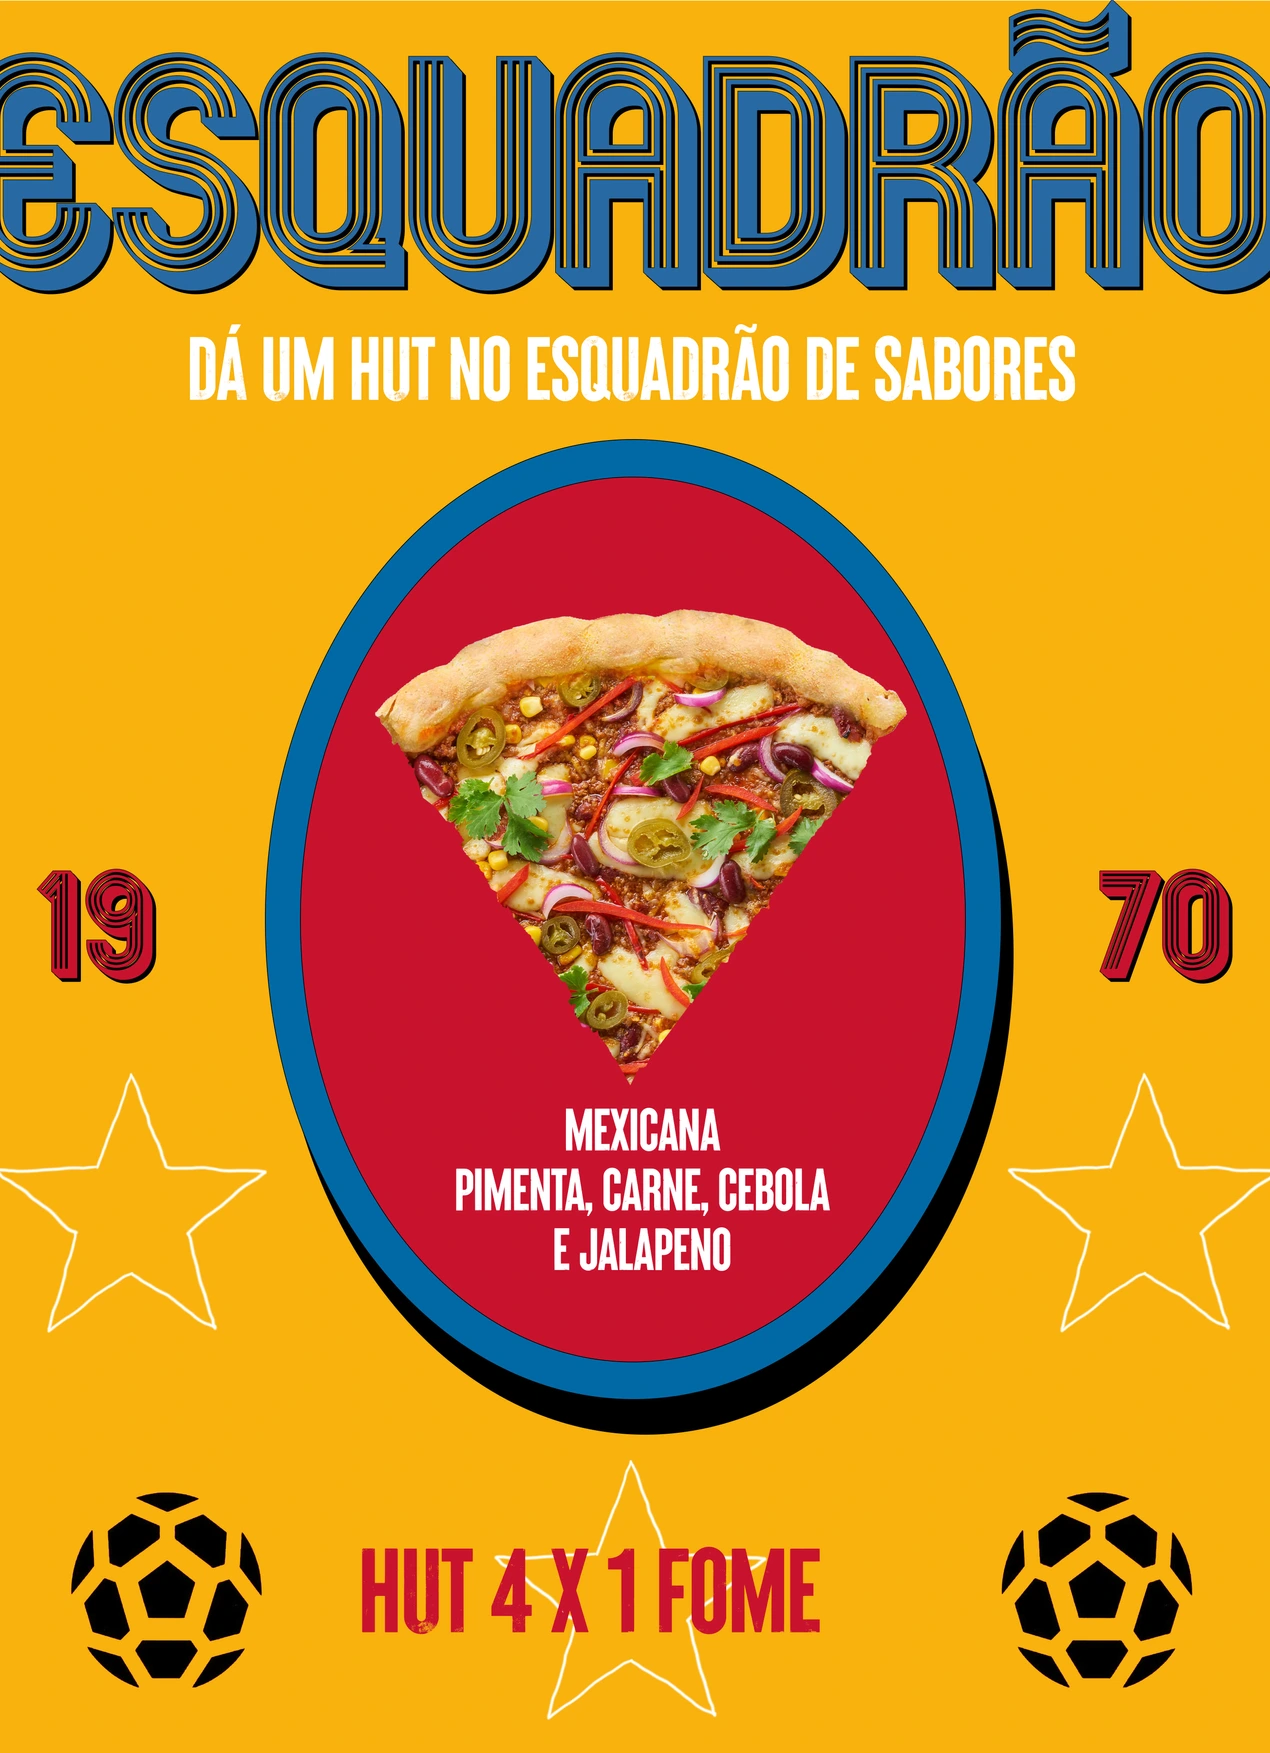 ESQUADRÃO
DÁ UM HUT NO ESQUADRÃO DE SABORES
19
70
MEXICANA
PIMENTA, CARNE, CEBOLA
E JALAPENO
HUT 4 X 1 FOME